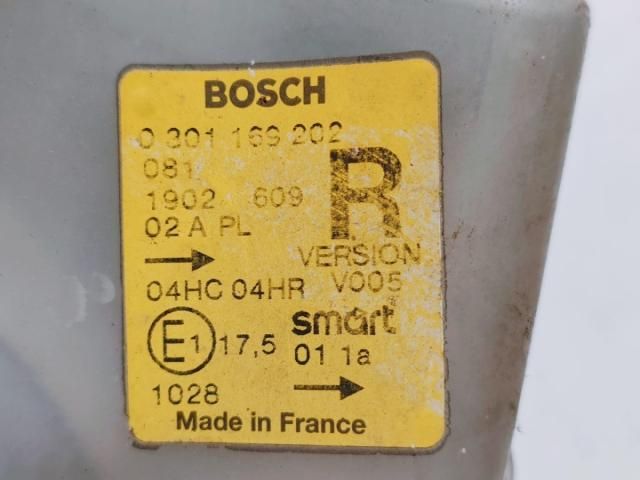 BOSCH
0 301 169 202
081
1902 609 R
02 A PL
VERSION
04HC 04HR V005
smart
E1 17,5 01 1a
1028
Made in France